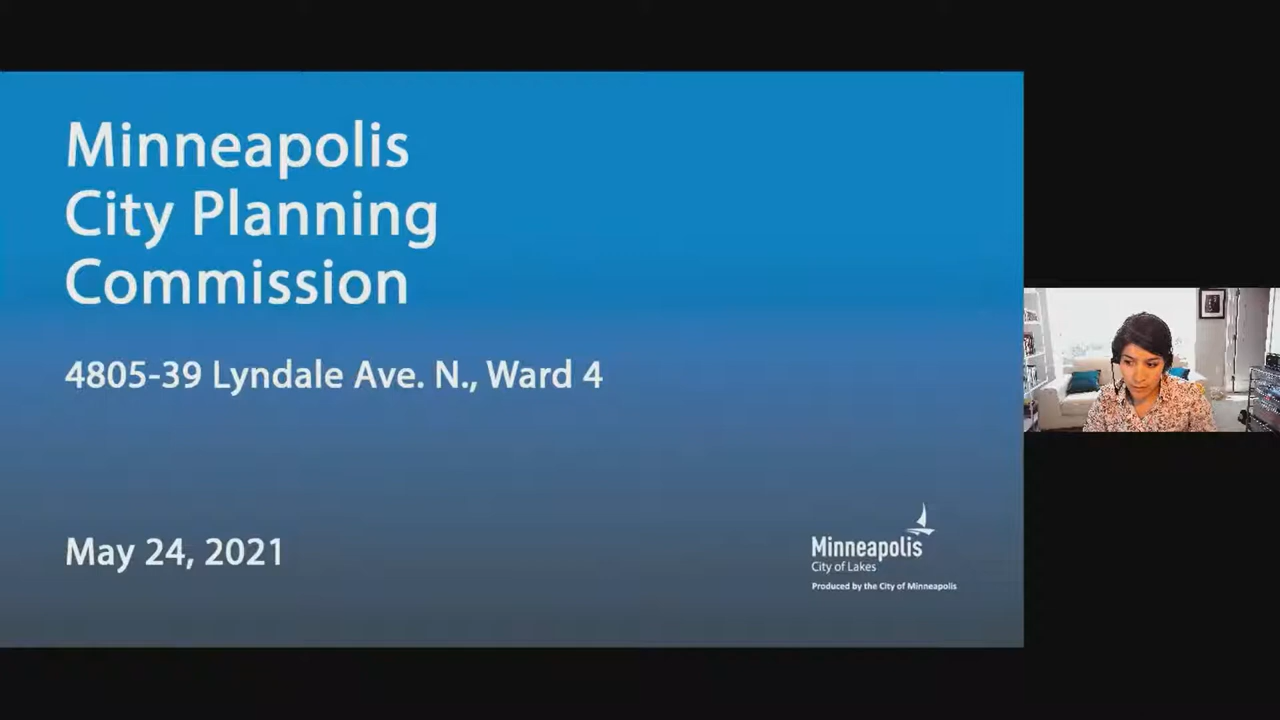 Minneapolis
City Planning
Commission
4805-39 Lyndale Ave. N., Ward 4
May 24, 2021
Minneapolis
City of Lakes
Produced by the City of Minneapolis